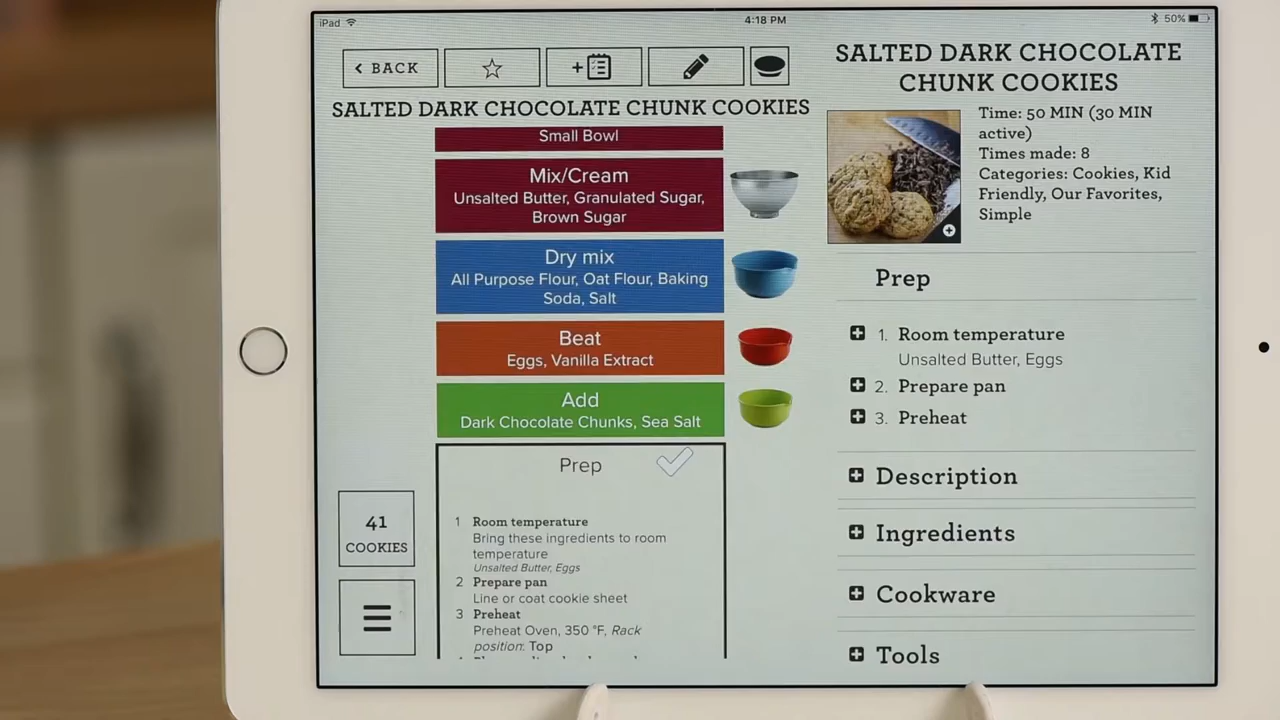 iPad
4:18 PM
50%
< BACK
+
SALTED DARK CHOCOLATE CHUNK COOKIES
Small Bowl
Mix/Cream
Unsalted Butter, Granulated Sugar,
Brown Sugar
Dry mix
All Purpose Flour, Oat Flour, Baking
Soda, Salt
Beat
Eggs, Vanilla Extract
Add
Dark Chocolate Chunks, Sea Salt
Prep
1 Room temperature
Bring these ingredients to room
temperature
Unsalted Butter, Eggs
2 Prepare pan
Line or coat cookie sheet
3 Preheat
Preheat Oven, 350 °F, Rack
position: Top
41
COOKIES
SALTED DARK CHOCOLATE
CHUNK COOKIES
Time: 50 MIN (30 MIN
active)
Times made: 8
Categories: Cookies, Kid
Friendly, Our Favorites,
Simple
Prep
1. Room temperature
Unsalted Butter, Eggs
2. Prepare pan
3. Preheat
Description
Ingredients
Cookware
Tools